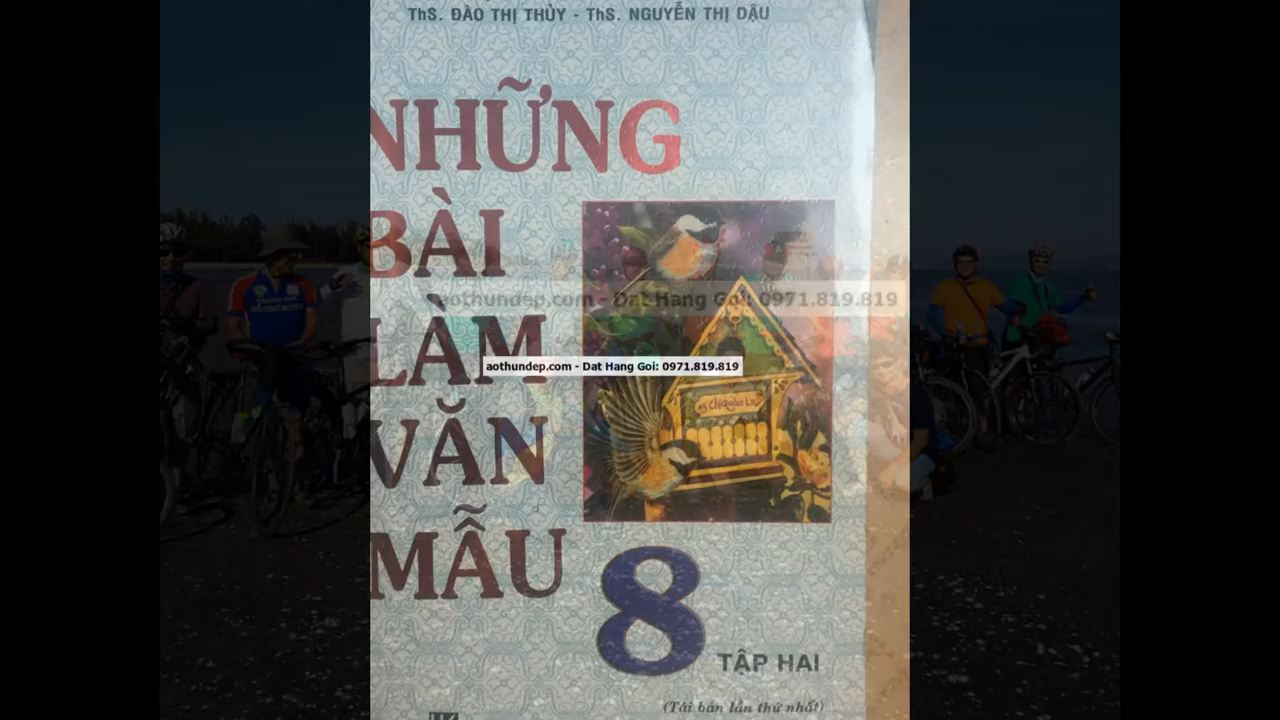 ThS. ĐÀO THỊ THỦY - ThS. NGUYỄN THỊ DẬU
NHỮNG
BÀI
aothundep.com - Dat Hang Goi: 0971.819.819
LÀM
aothundep.com - Dat Hang Goi: 0971.819.819
VĂN
MẪU
8
TẬP HAI
(Tái bản lần thứ nhất)